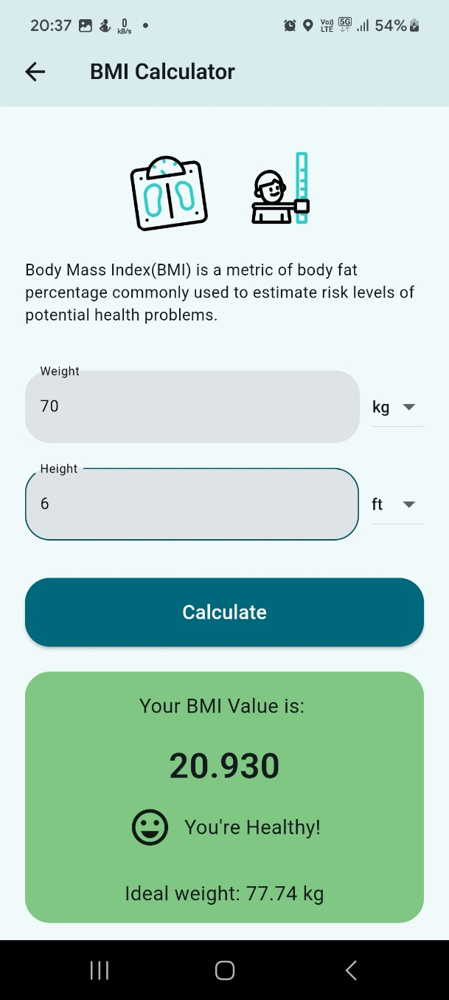 20:37 0 kB/s Vo)) LTE 5G 54%
BMI Calculator
Body Mass Index(BMI) is a metric of body fat
percentage commonly used to estimate risk levels of
potential health problems.
Weight
70 kg
Height
6 ft
Calculate
Your BMI Value is:
20.930
You're Healthy!
Ideal weight: 77.74 kg